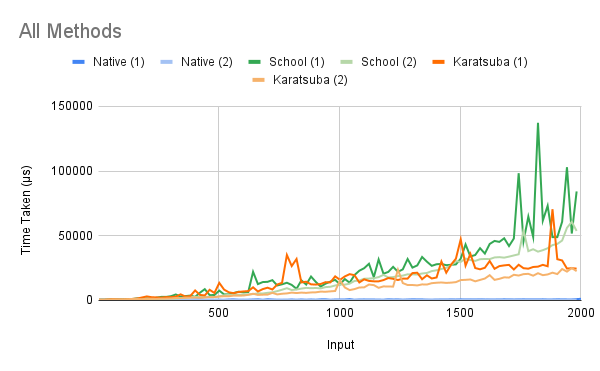 All Methods
Native (1) Native (2) School (1) School (2) Karatsuba (1)
Karatsuba (2)
150000
100000
50000
0
Time Taken (µs)
500 1000 1500 2000
Input